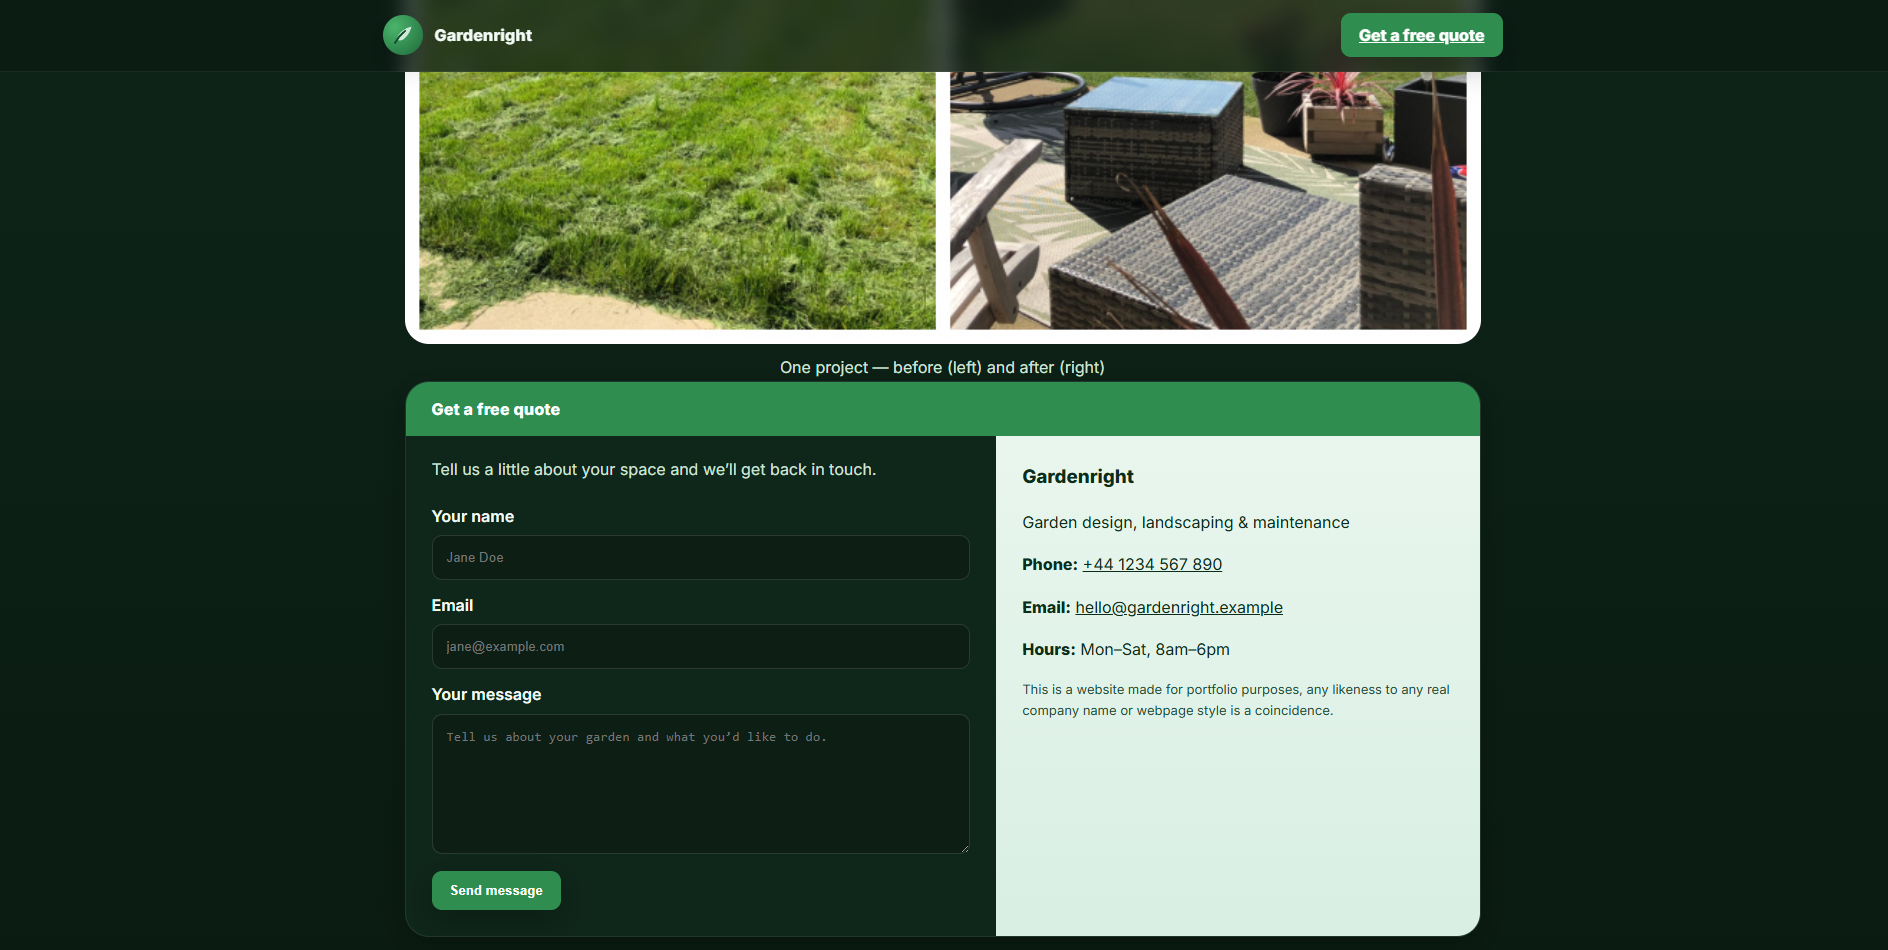 Gardenright
Get a free quote
One project — before (left) and after (right)
Get a free quote
Tell us a little about your space and we’ll get back in touch.
Your name
Jane Doe
Email
jane@example.com
Your message
Tell us about your garden and what you’d like to do.
Send message
Gardenright
Garden design, landscaping & maintenance
Phone: +44 1234 567 890
Email: hello@gardenright.example
Hours: Mon–Sat, 8am–6pm
This is a website made for portfolio purposes, any likeness to any real
company name or webpage style is a coincidence.